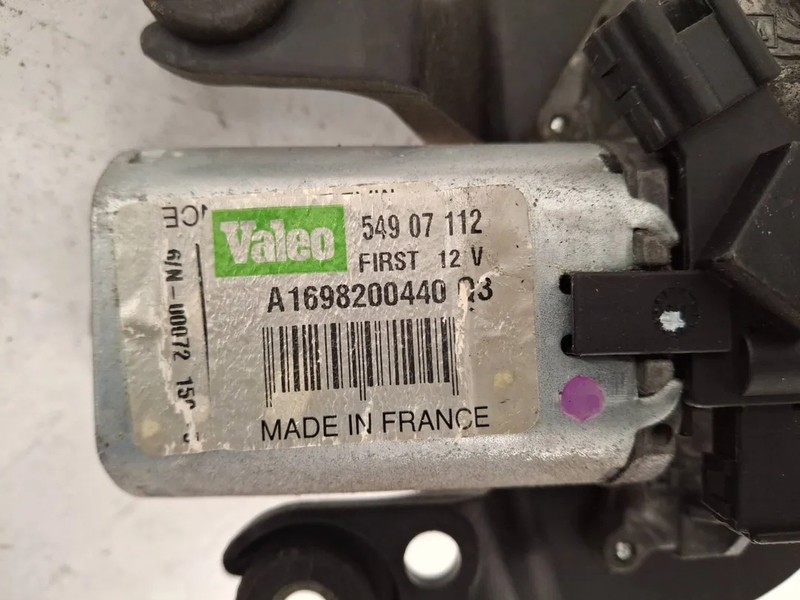 Valeo
549 07 112
FIRST 12 V
A1698200440 Q3
MADE IN FRANCE